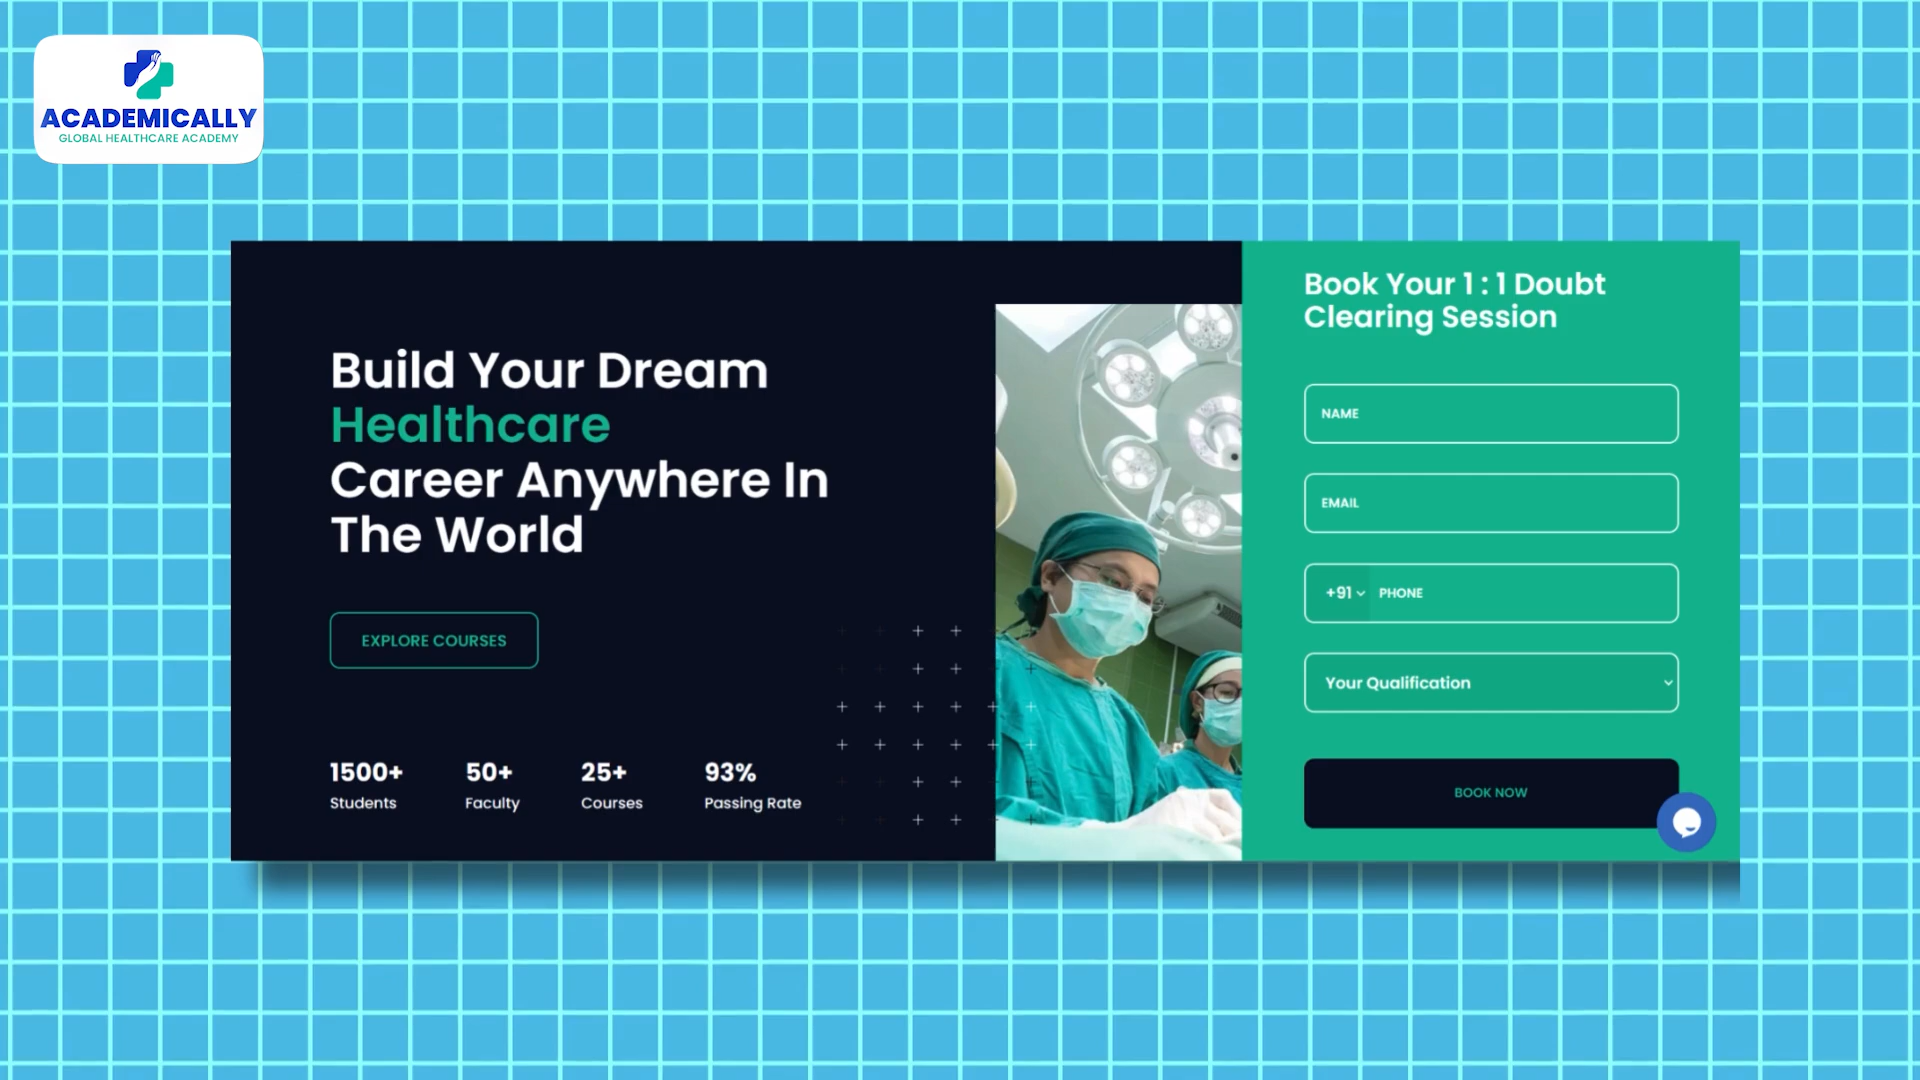 ACADEMICALLY
GLOBAL HEALTHCARE ACADEMY
Build Your Dream
Healthcare
Career Anywhere In
The World
EXPLORE COURSES
1500+
Students
50+
Faculty
25+
Courses
93%
Passing Rate
Book Your 1 : 1 Doubt
Clearing Session
NAME
EMAIL
+91 PHONE
Your Qualification
BOOK NOW